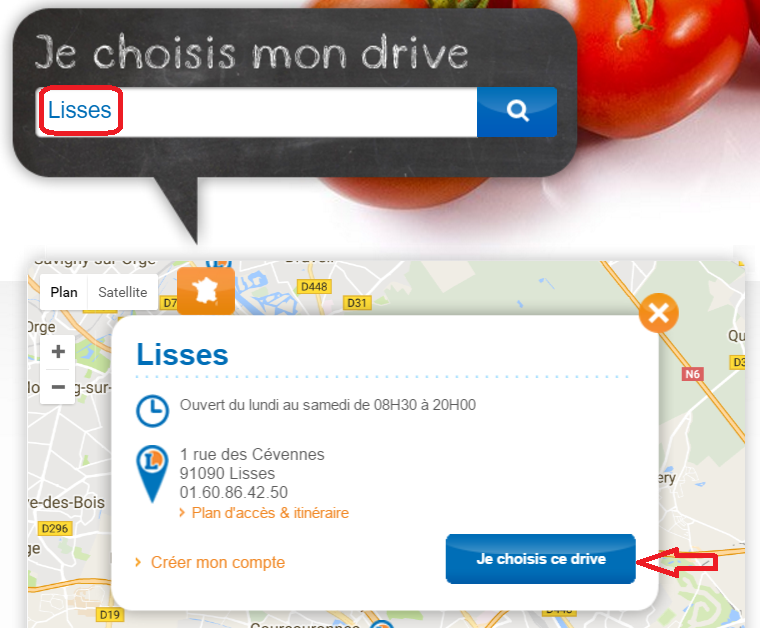 Je choisis mon drive
Lisses
Savigny-sur-Orge
Plan
Satellite
D7
D448
D31
Orge
+
N6
-
g-sur-
Lisses
Ouvert du lundi au samedi de 08H30 à 20H00
1 rue des Cévennes
91090 Lisses
01.60.86.42.50
> Plan d'accès & itinéraire
ery
e-des-Bois
D296
ge
> Créer mon compte
Je choisis ce drive
D19
D448
Courcouronnes